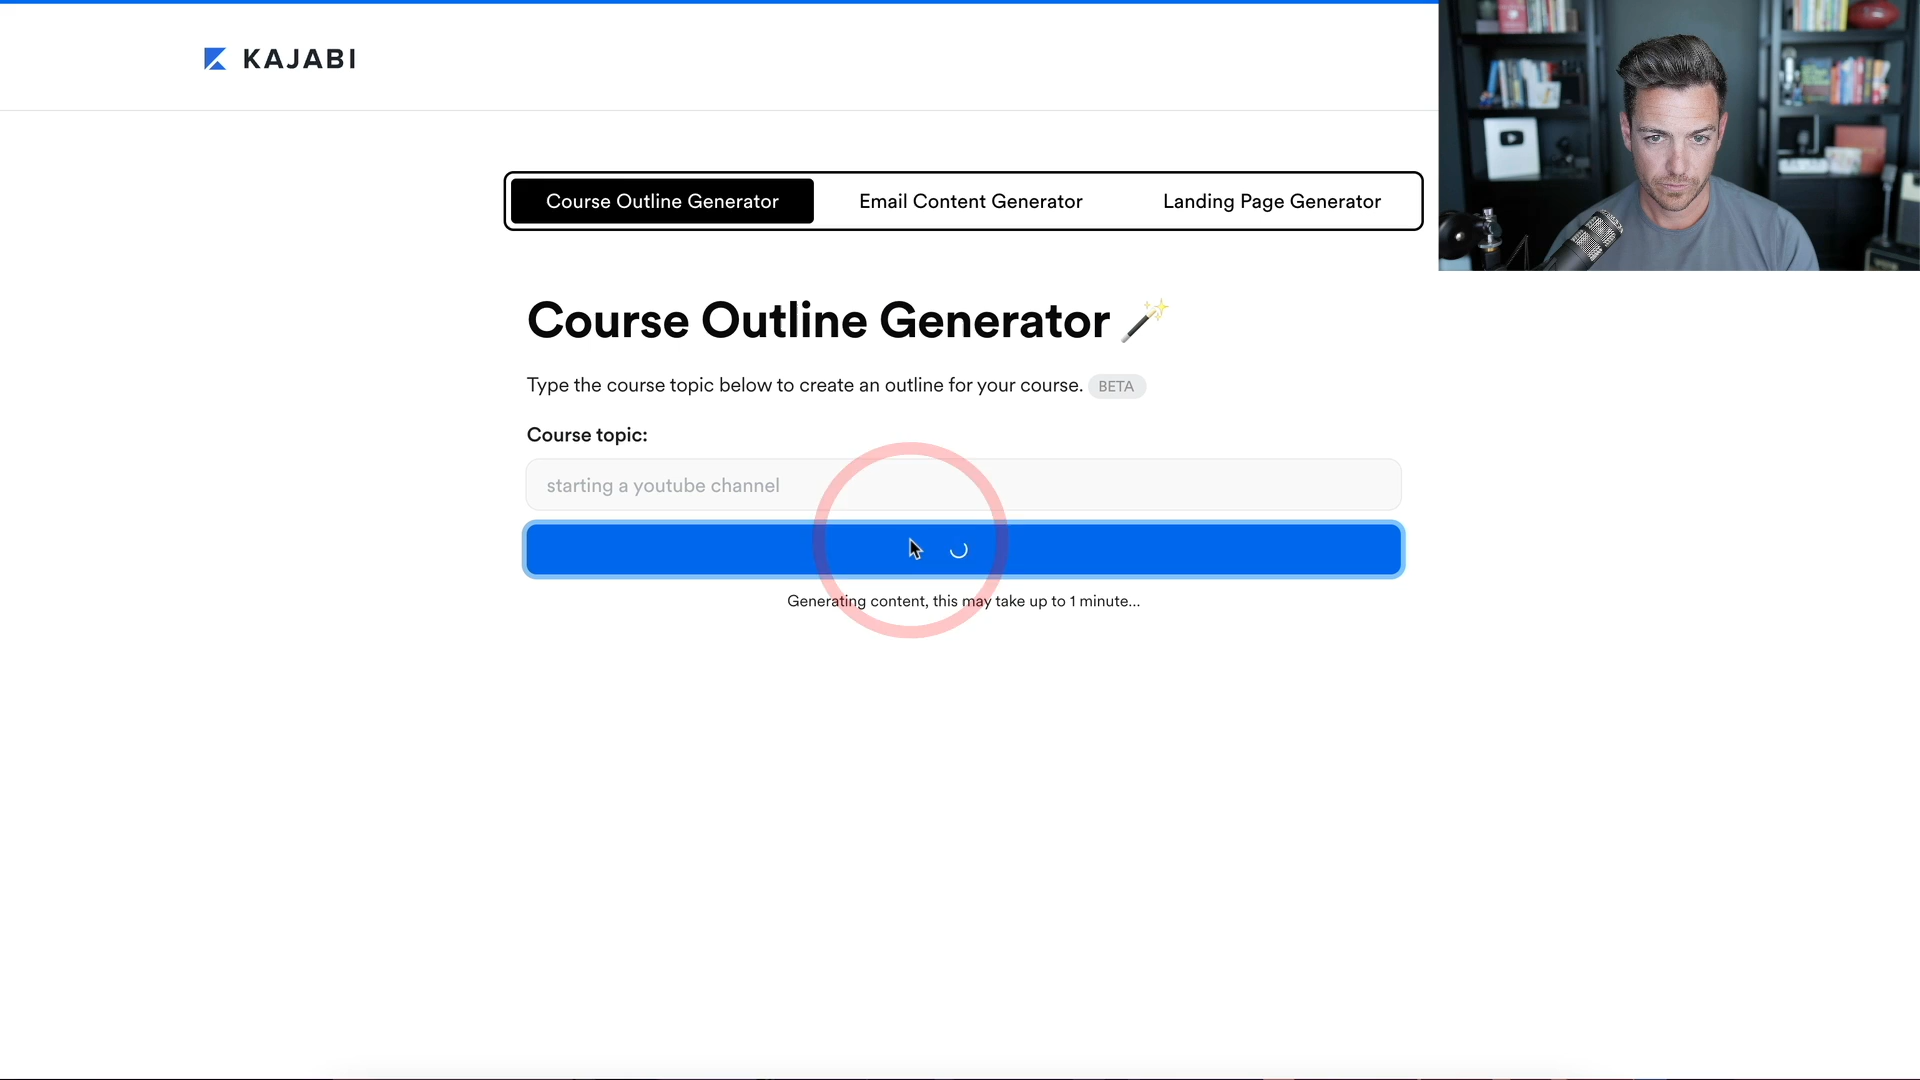 KAJABI
Course Outline Generator
Email Content Generator
Landing Page Generator
Course Outline Generator
Type the course topic below to create an outline for your course. BETA
Course topic:
starting a youtube channel
Generating content, this may take up to 1 minute...